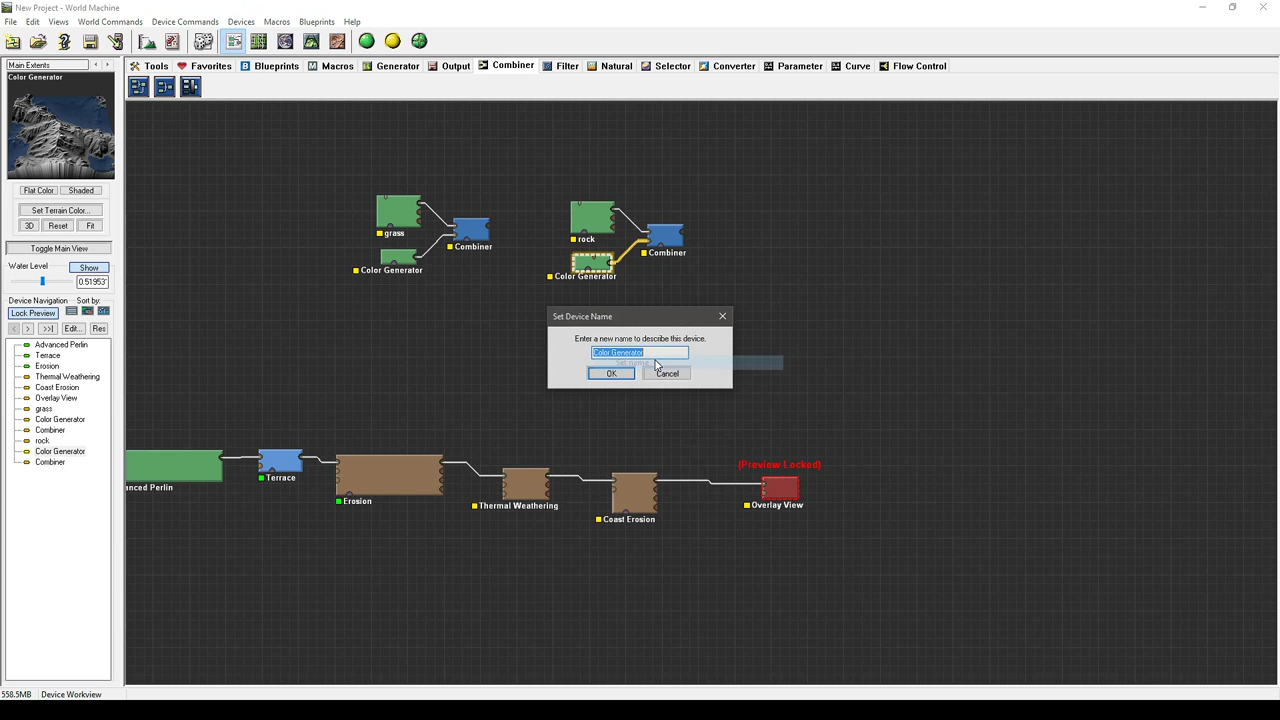 New Project - World Machine
File Edit Views World Commands Device Commands Devices Macros Blueprints Help
Main Extents
Tools Favorites Blueprints Macros Generator Output Combiner Filter Natural Selector Converter Parameter Curve Flow Control
Color Generator
Flat Color Shaded
Set Terrain Color...
3D Reset Fit
Toggle Main View
Water Level Show
0.51953
Device Navigation Sort by:
Lock Preview
< > >>| Edit... Res
Advanced Perlin
Terrace
Erosion
Thermal Weathering
Coast Erosion
Overlay View
grass
Color Generator
Combiner
rock
Color Generator
Combiner
grass
Combiner
Color Generator
rock
Combiner
Color Generator
Set Device Name
Enter a new name to describe this device.
Color Generator
OK Cancel
(Preview Locked)
anced Perlin
Terrace
Erosion
Thermal Weathering
Coast Erosion
Overlay View
558.5MB Device Workview